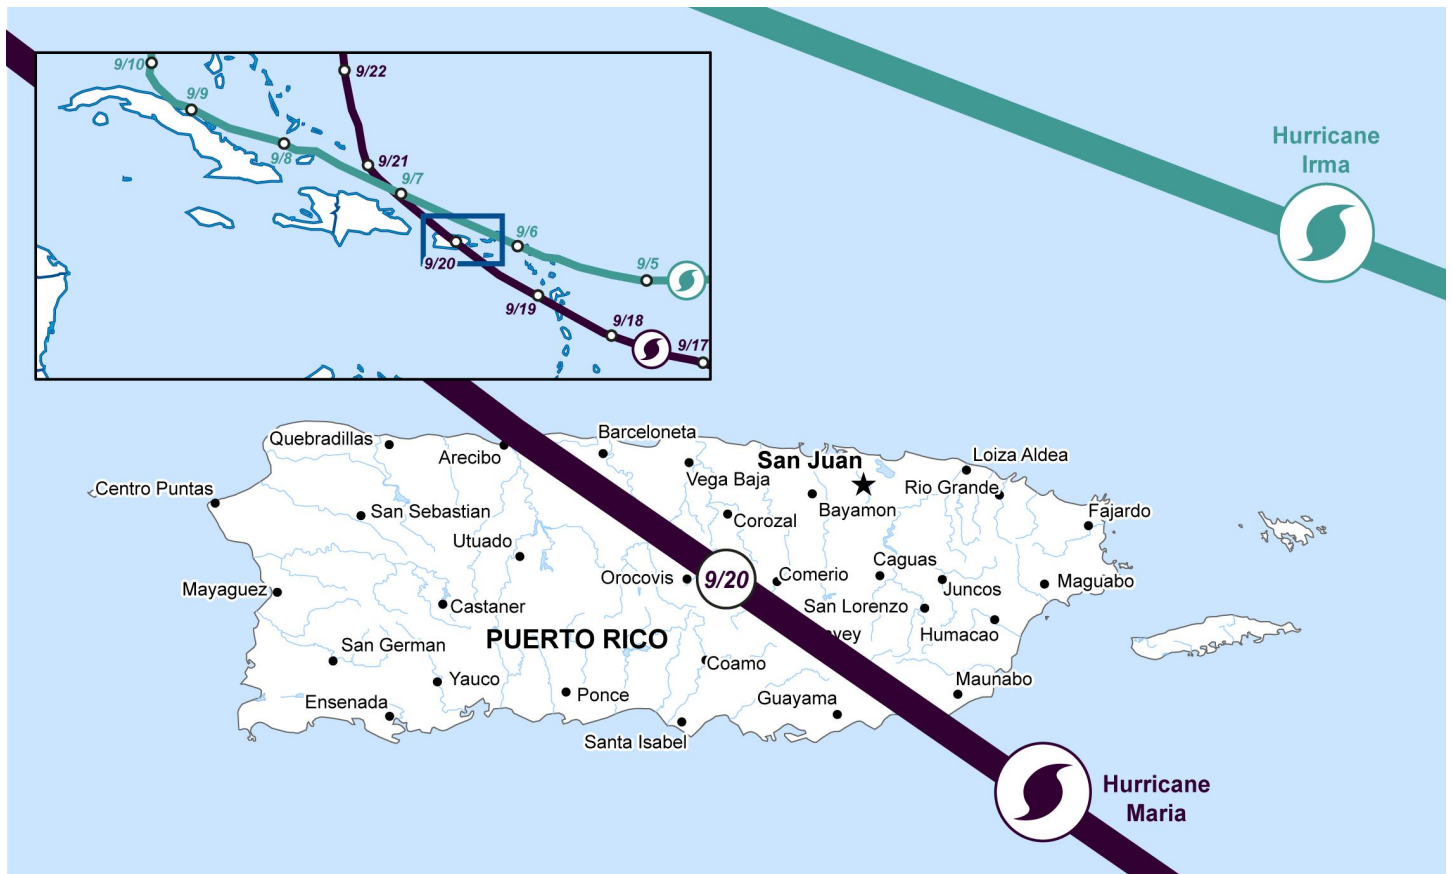 9/10
9/9
9/8
9/22
9/21
9/7
9/6
9/20
9/5
9/19
9/18
9/17
Hurricane
Irma
Quebradillas
Arecibo
Barceloneta
San Juan
Loiza Aldea
Centro Puntas
Vega Baja
Rio Grande
San Sebastian
Bayamon
Fajardo
Corozal
Utuado
Orocovis
9/20
Comerio
Caguas
Maguabo
Mayaguez
Juncos
Castaner
San Lorenzo
vey
Humacao
PUERTO RICO
San German
Coamo
Yauco
Maunabo
Ponce
Guayama
Ensenada
Santa Isabel
Hurricane
Maria